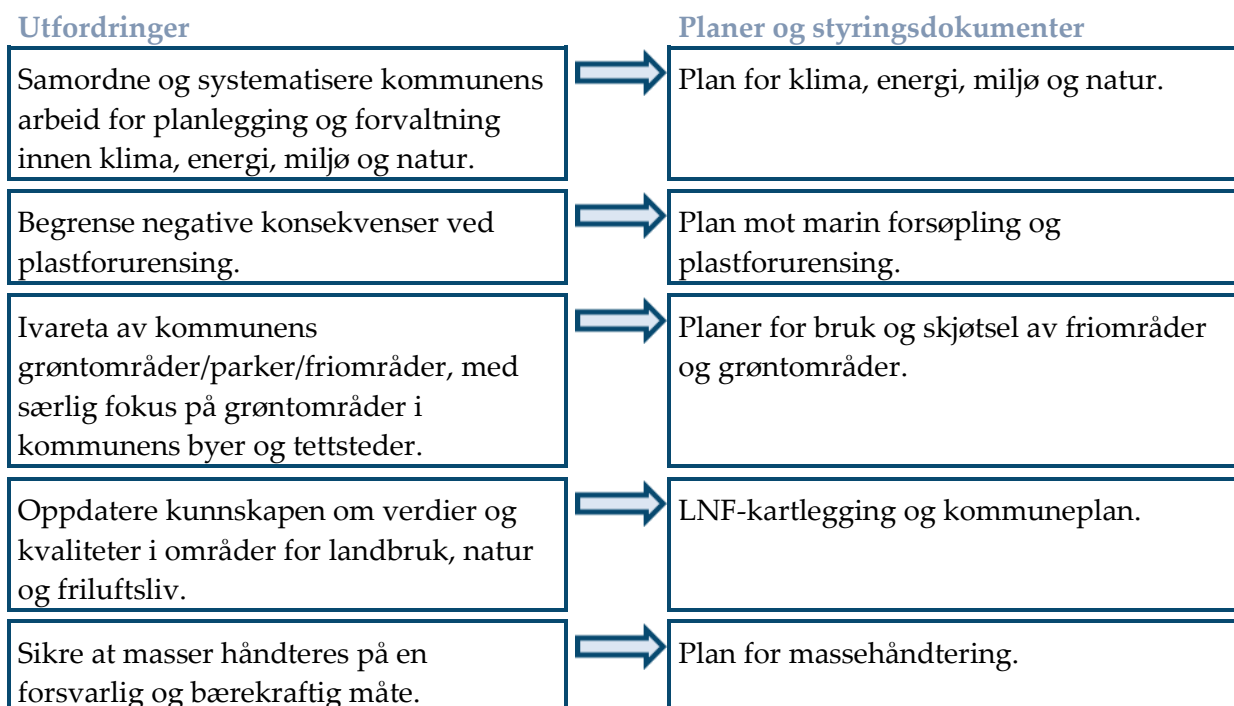 Utfordringer
Planer og styringsdokumenter
Samordne og systematisere kommunens
arbeid for planlegging og forvaltning
innen klima, energi, miljø og natur.
Plan for klima, energi, miljø og natur.
Begrense negative konsekvenser ved
plastforurensing.
Plan mot marin forsøpling og
plastforurensing.
Ivareta av kommunens
grøntområder/parker/friområder, med
særlig fokus på grøntområder i
kommunens byer og tettsteder.
Planer for bruk og skjøtsel av friområder
og grøntområder.
Oppdatere kunnskapen om verdier og
kvaliteter i områder for landbruk, natur
og friluftsliv.
LNF-kartlegging og kommuneplan.
Sikre at masser håndteres på en
forsvarlig og bærekraftig måte.
Plan for massehåndtering.